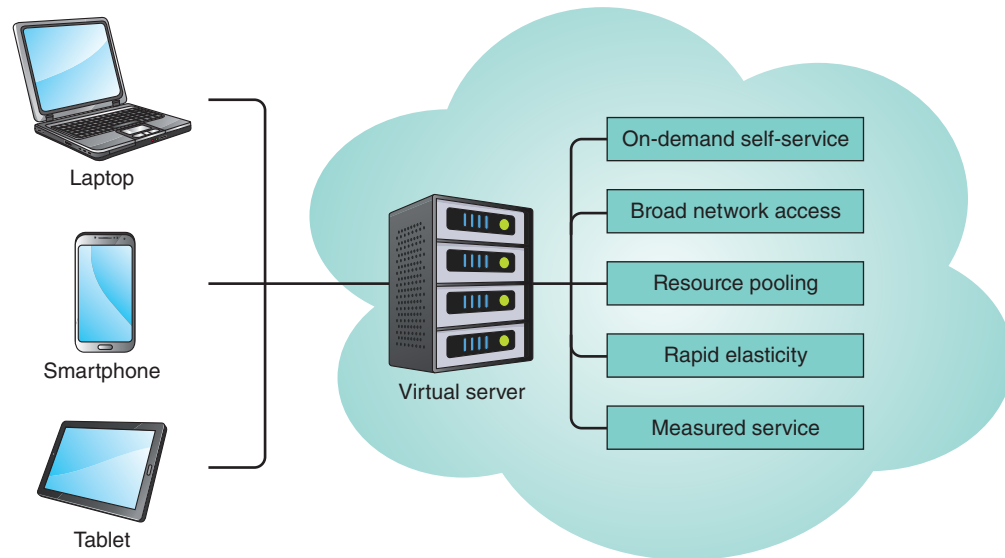 Laptop
Smartphone
Tablet
Virtual server
On-demand self-service
Broad network access
Resource pooling
Rapid elasticity
Measured service